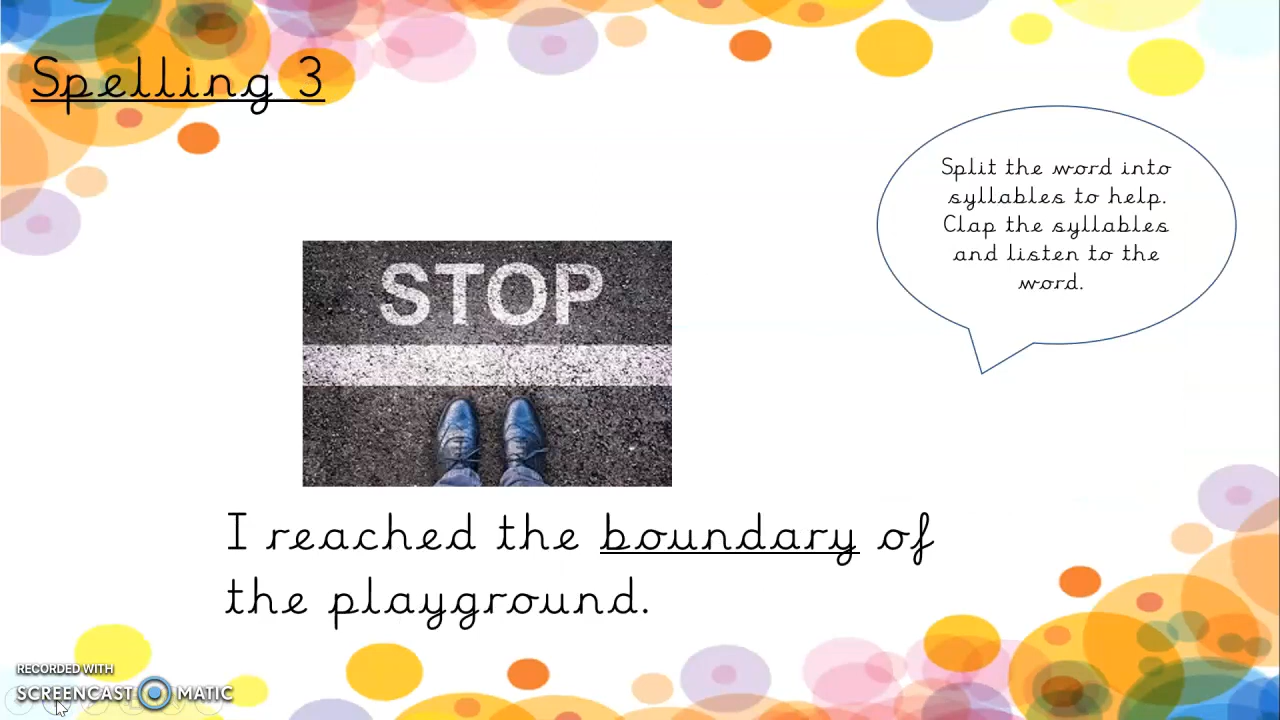 Spelling 3
Split the word into
syllables to help.
Clap the syllables
and listen to the
word.
STOP
I reached the boundary of
the playground.
RECORDED WITH
SCREENCAST MATIC